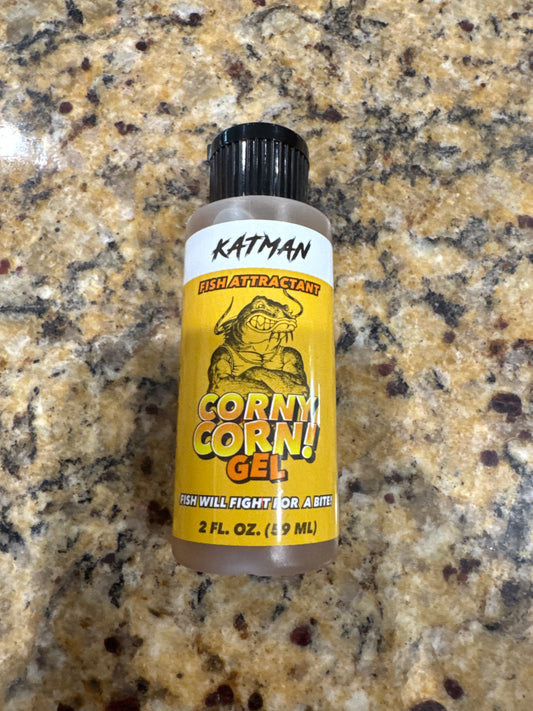 KATMAN
FISH ATTRACTANT
CORNY
CORN!
GEL
FISH WILL FIGHT FOR A BITE!
2 FL. OZ. (59 ML)